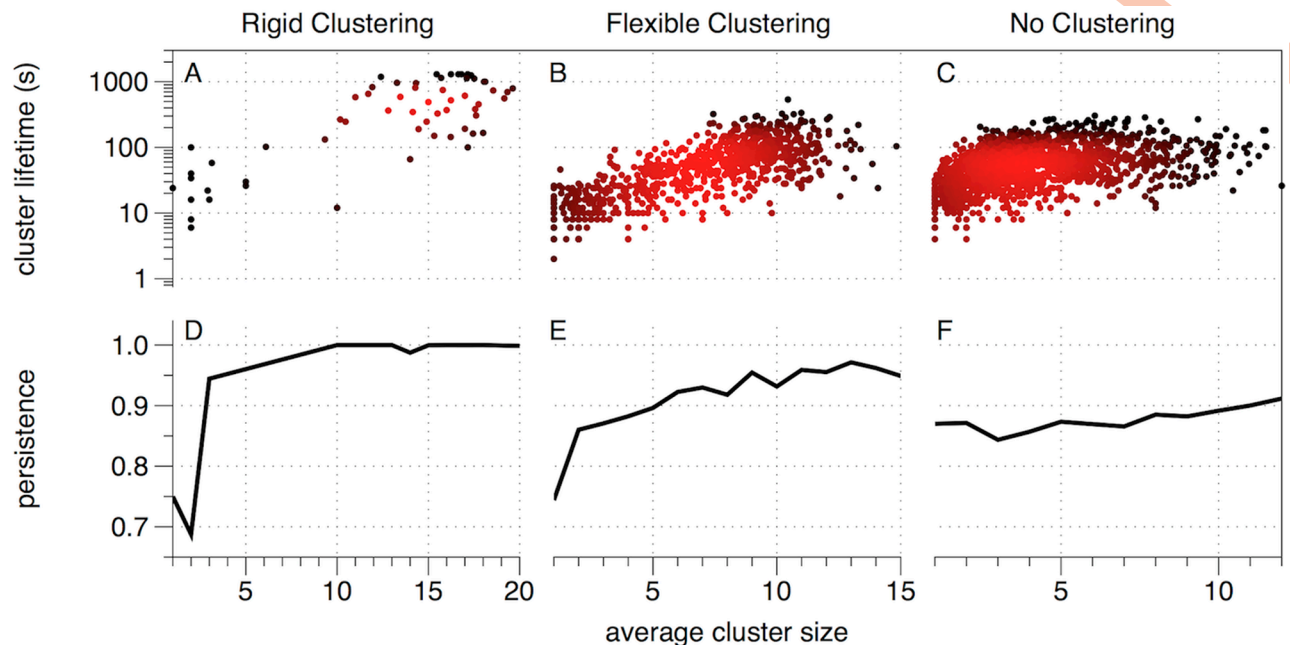 Rigid Clustering Flexible Clustering No Clustering
cluster lifetime (s)
A B C
1000
100
10
1
D E F
persistence
1.0
0.9
0.8
0.7
5 10 15 20 5 10 15 5 10
average cluster size